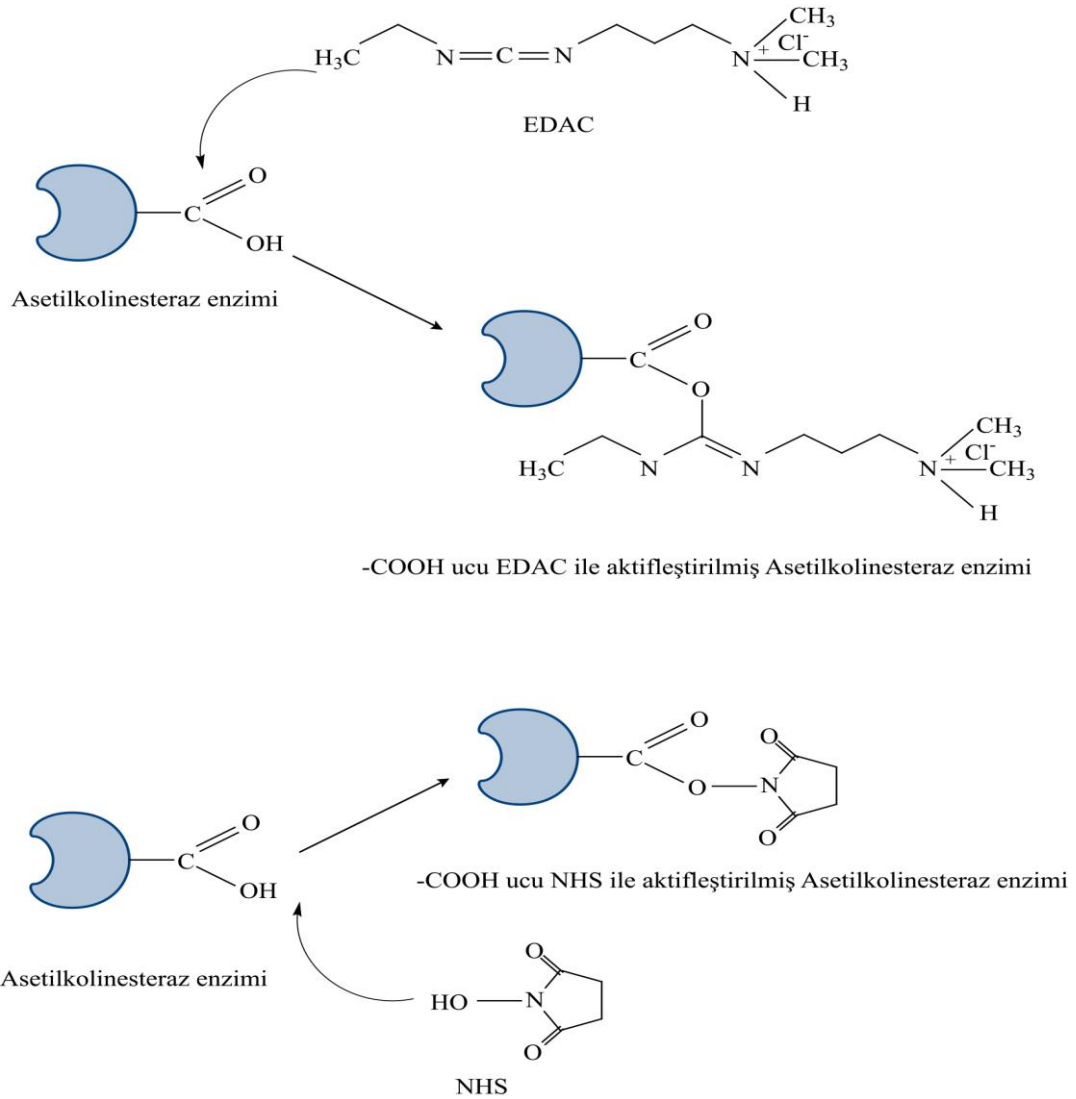 CH₃
H₃C N=C=N N + Cl⁻ CH₃
H
EDAC
O
C
OH
Asetilkolinesteraz enzimi
O
C
O
CH₃
H₃C N N N + Cl⁻ CH₃
H
-COOH ucu EDAC ile aktifleştirilmiş Asetilkolinesteraz enzimi
O
O
C
N
O
O
-COOH ucu NHS ile aktifleştirilmiş Asetilkolinesteraz enzimi
O
C
OH
Asetilkolinesteraz enzimi
O
HO N
O
NHS